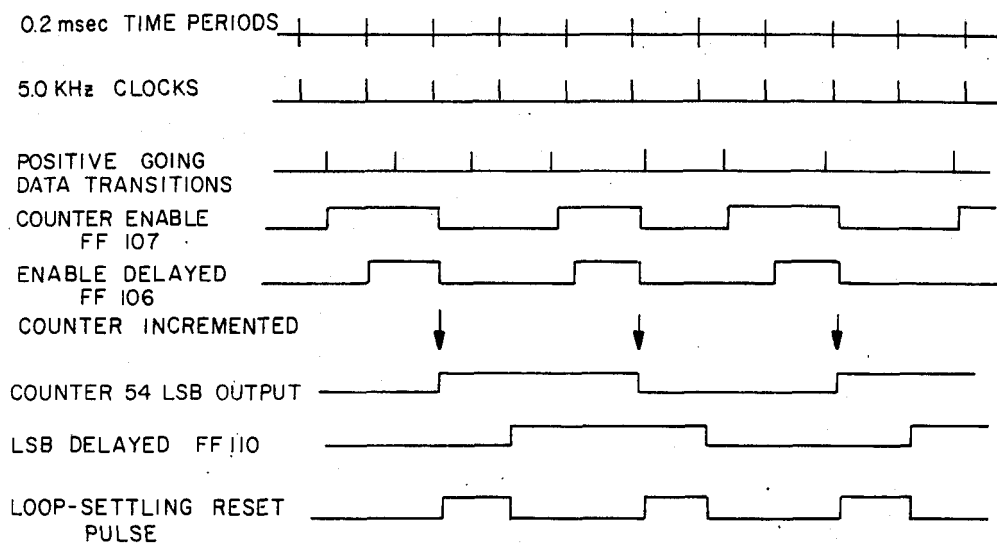 0.2 msec TIME PERIODS
5.0 KHz CLOCKS
POSITIVE GOING
DATA TRANSITIONS
COUNTER ENABLE
FF 107
ENABLE DELAYED
FF 106
COUNTER INCREMENTED
COUNTER 54 LSB OUTPUT
LSB DELAYED FF 110
LOOP-SETTLING RESET
PULSE